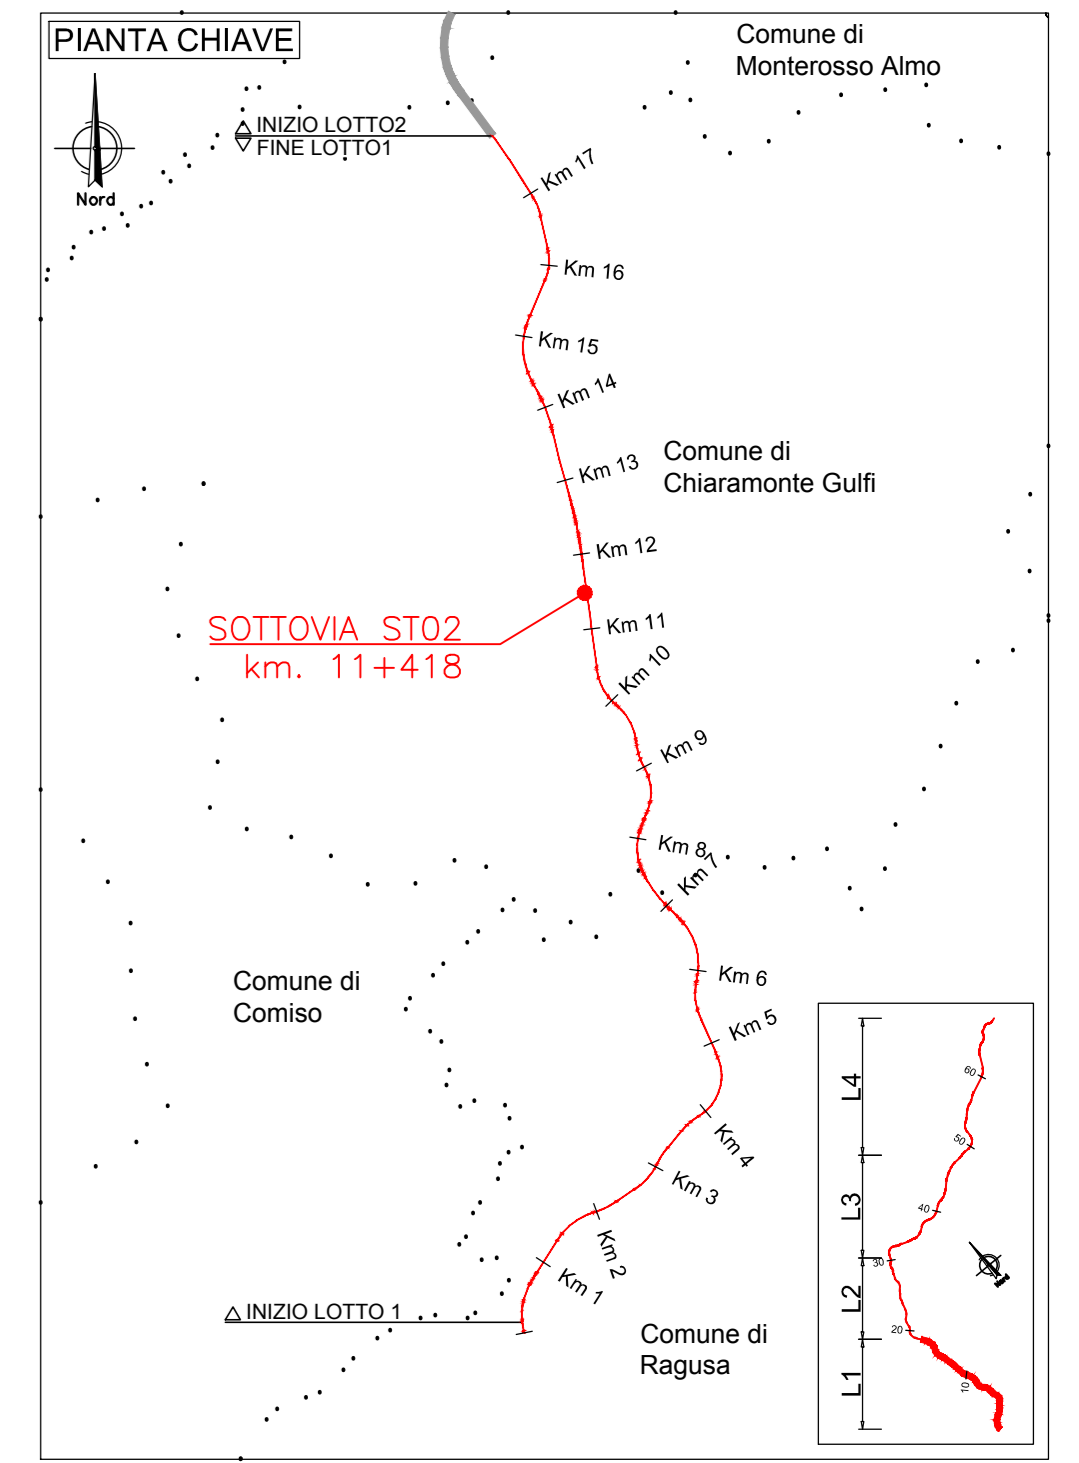 PIANTA CHIAVE
Comune di
Monterosso Almo
Nord
INIZIO LOTTO2
FINE LOTTO1
Km 17
Km 16
Km 15
Km 14
Comune di
Chiaramonte Gulfi
Km 13
Km 12
SOTTOVIA ST02
km. 11+418
Km 11
Km 10
Km 9
Km 8
Km 7
Km 6
Comune di
Comiso
Km 5
Km 4
Km 3
Km 2
Km 1
INIZIO LOTTO 1
Comune di
Ragusa
L4
60
50
L3
40
30
L2
20
L1
10